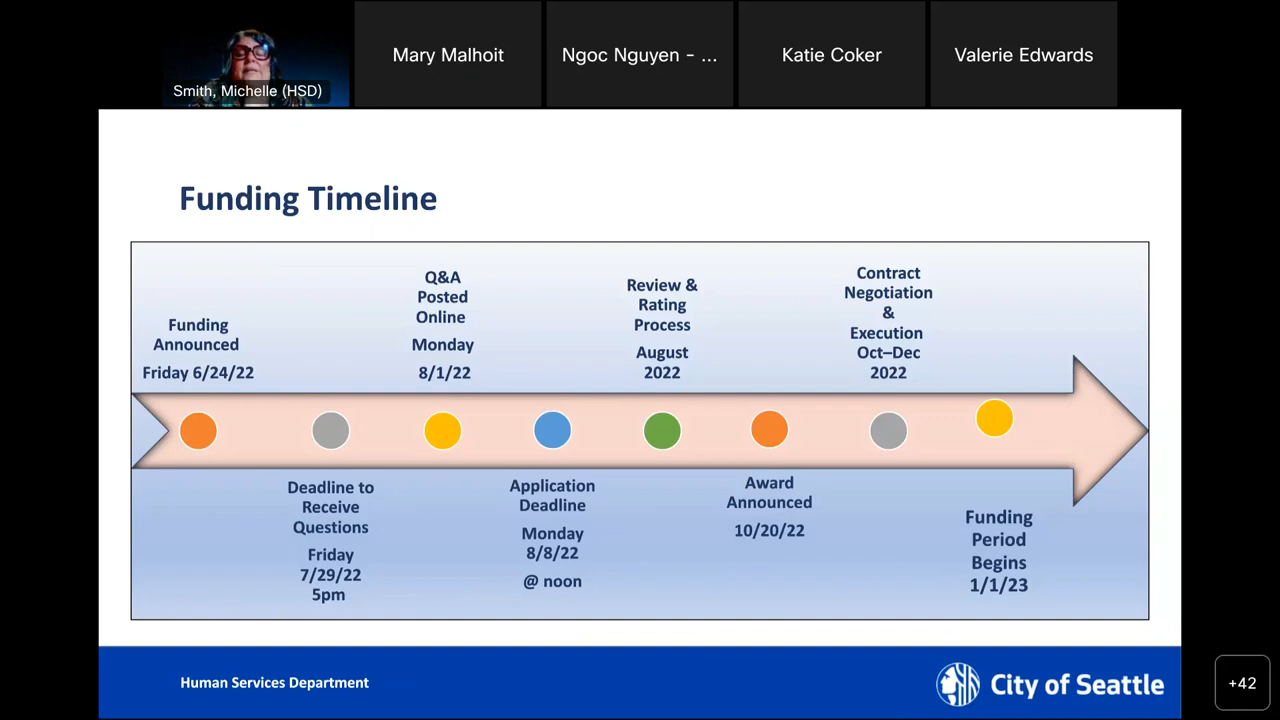 Smith, Michelle (HSD)
Mary Malhoit
Ngoc Nguyen - ...
Katie Coker
Valerie Edwards
Funding Timeline
Funding
Announced
Friday 6/24/22
Deadline to
Receive
Questions
Friday
7/29/22
5pm
Q&A
Posted
Online
Monday
8/1/22
Application
Deadline
Monday
8/8/22
@ noon
Review &
Rating
Process
August
2022
Award
Announced
10/20/22
Contract
Negotiation
&
Execution
Oct–Dec
2022
Funding
Period
Begins
1/1/23
Human Services Department
City of Seattle
+42